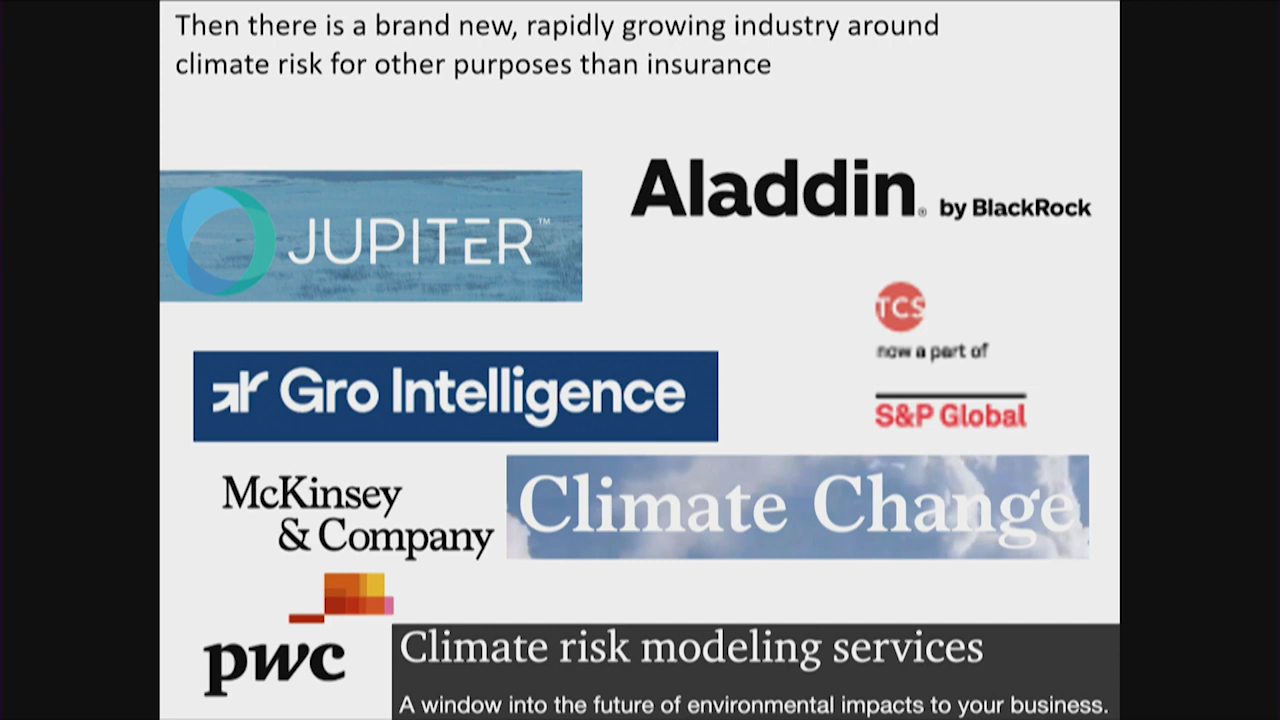 Then there is a brand new, rapidly growing industry around
climate risk for other purposes than insurance
JUPITER™
Aladdin® by BlackRock
TCS
now a part of
S&P Global
Gro Intelligence
McKinsey
& Company
Climate Change
pwc
Climate risk modeling services
A window into the future of environmental impacts to your business.